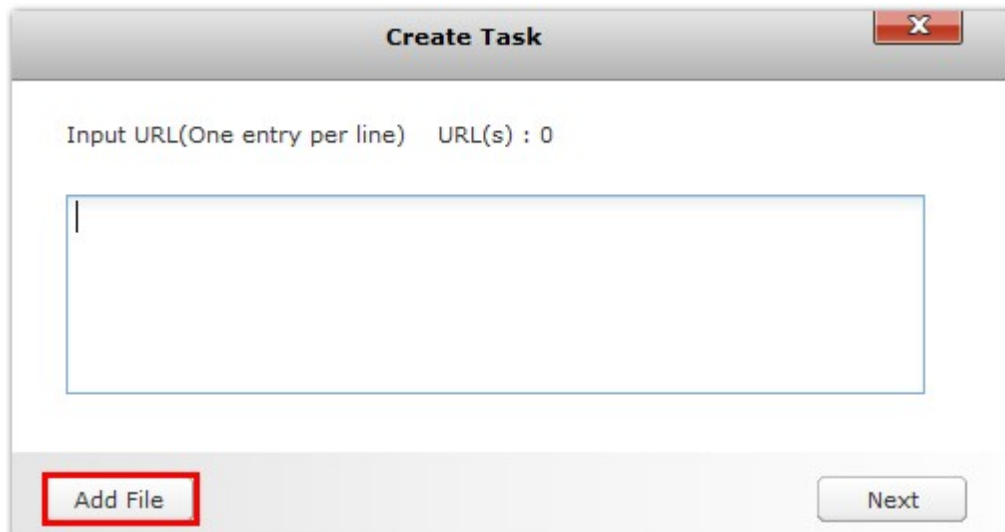 Create Task
X
Input URL(One entry per line) URL(s) : 0
Add File
Next